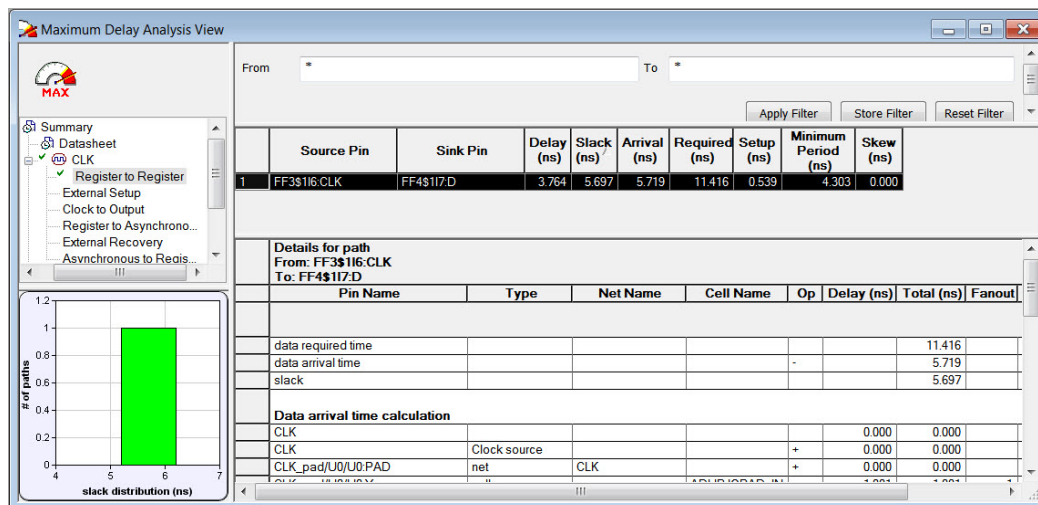 Maximum Delay Analysis View
MAX
From * To *
Apply Filter Store Filter Reset Filter
Summary
Datasheet
CLK
Register to Register
External Setup
Clock to Output
Register to Asynchrono...
External Recovery
Asynchronous to Regis...
Source Pin Sink Pin Delay (ns) Slack (ns) Arrival (ns) Required (ns) Setup (ns) Minimum Period (ns) Skew (ns)
1 FF3$1I6:CLK FF4$1I7:D 3.764 5.697 5.719 11.416 0.539 4.303 0.000
Details for path
From: FF3$1I6:CLK
To: FF4$1I7:D
Pin Name Type Net Name Cell Name Op Delay (ns) Total (ns) Fanout
data required time 11.416
data arrival time - 5.719
slack 5.697
Data arrival time calculation
CLK 0.000 0.000
CLK Clock source + 0.000 0.000
CLK_pad/U0/U0:PAD net CLK + 0.000 0.000
# of paths
1.2
1
0.8
0.6
0.4
0.2
0
4 5 6 7
slack distribution (ns)